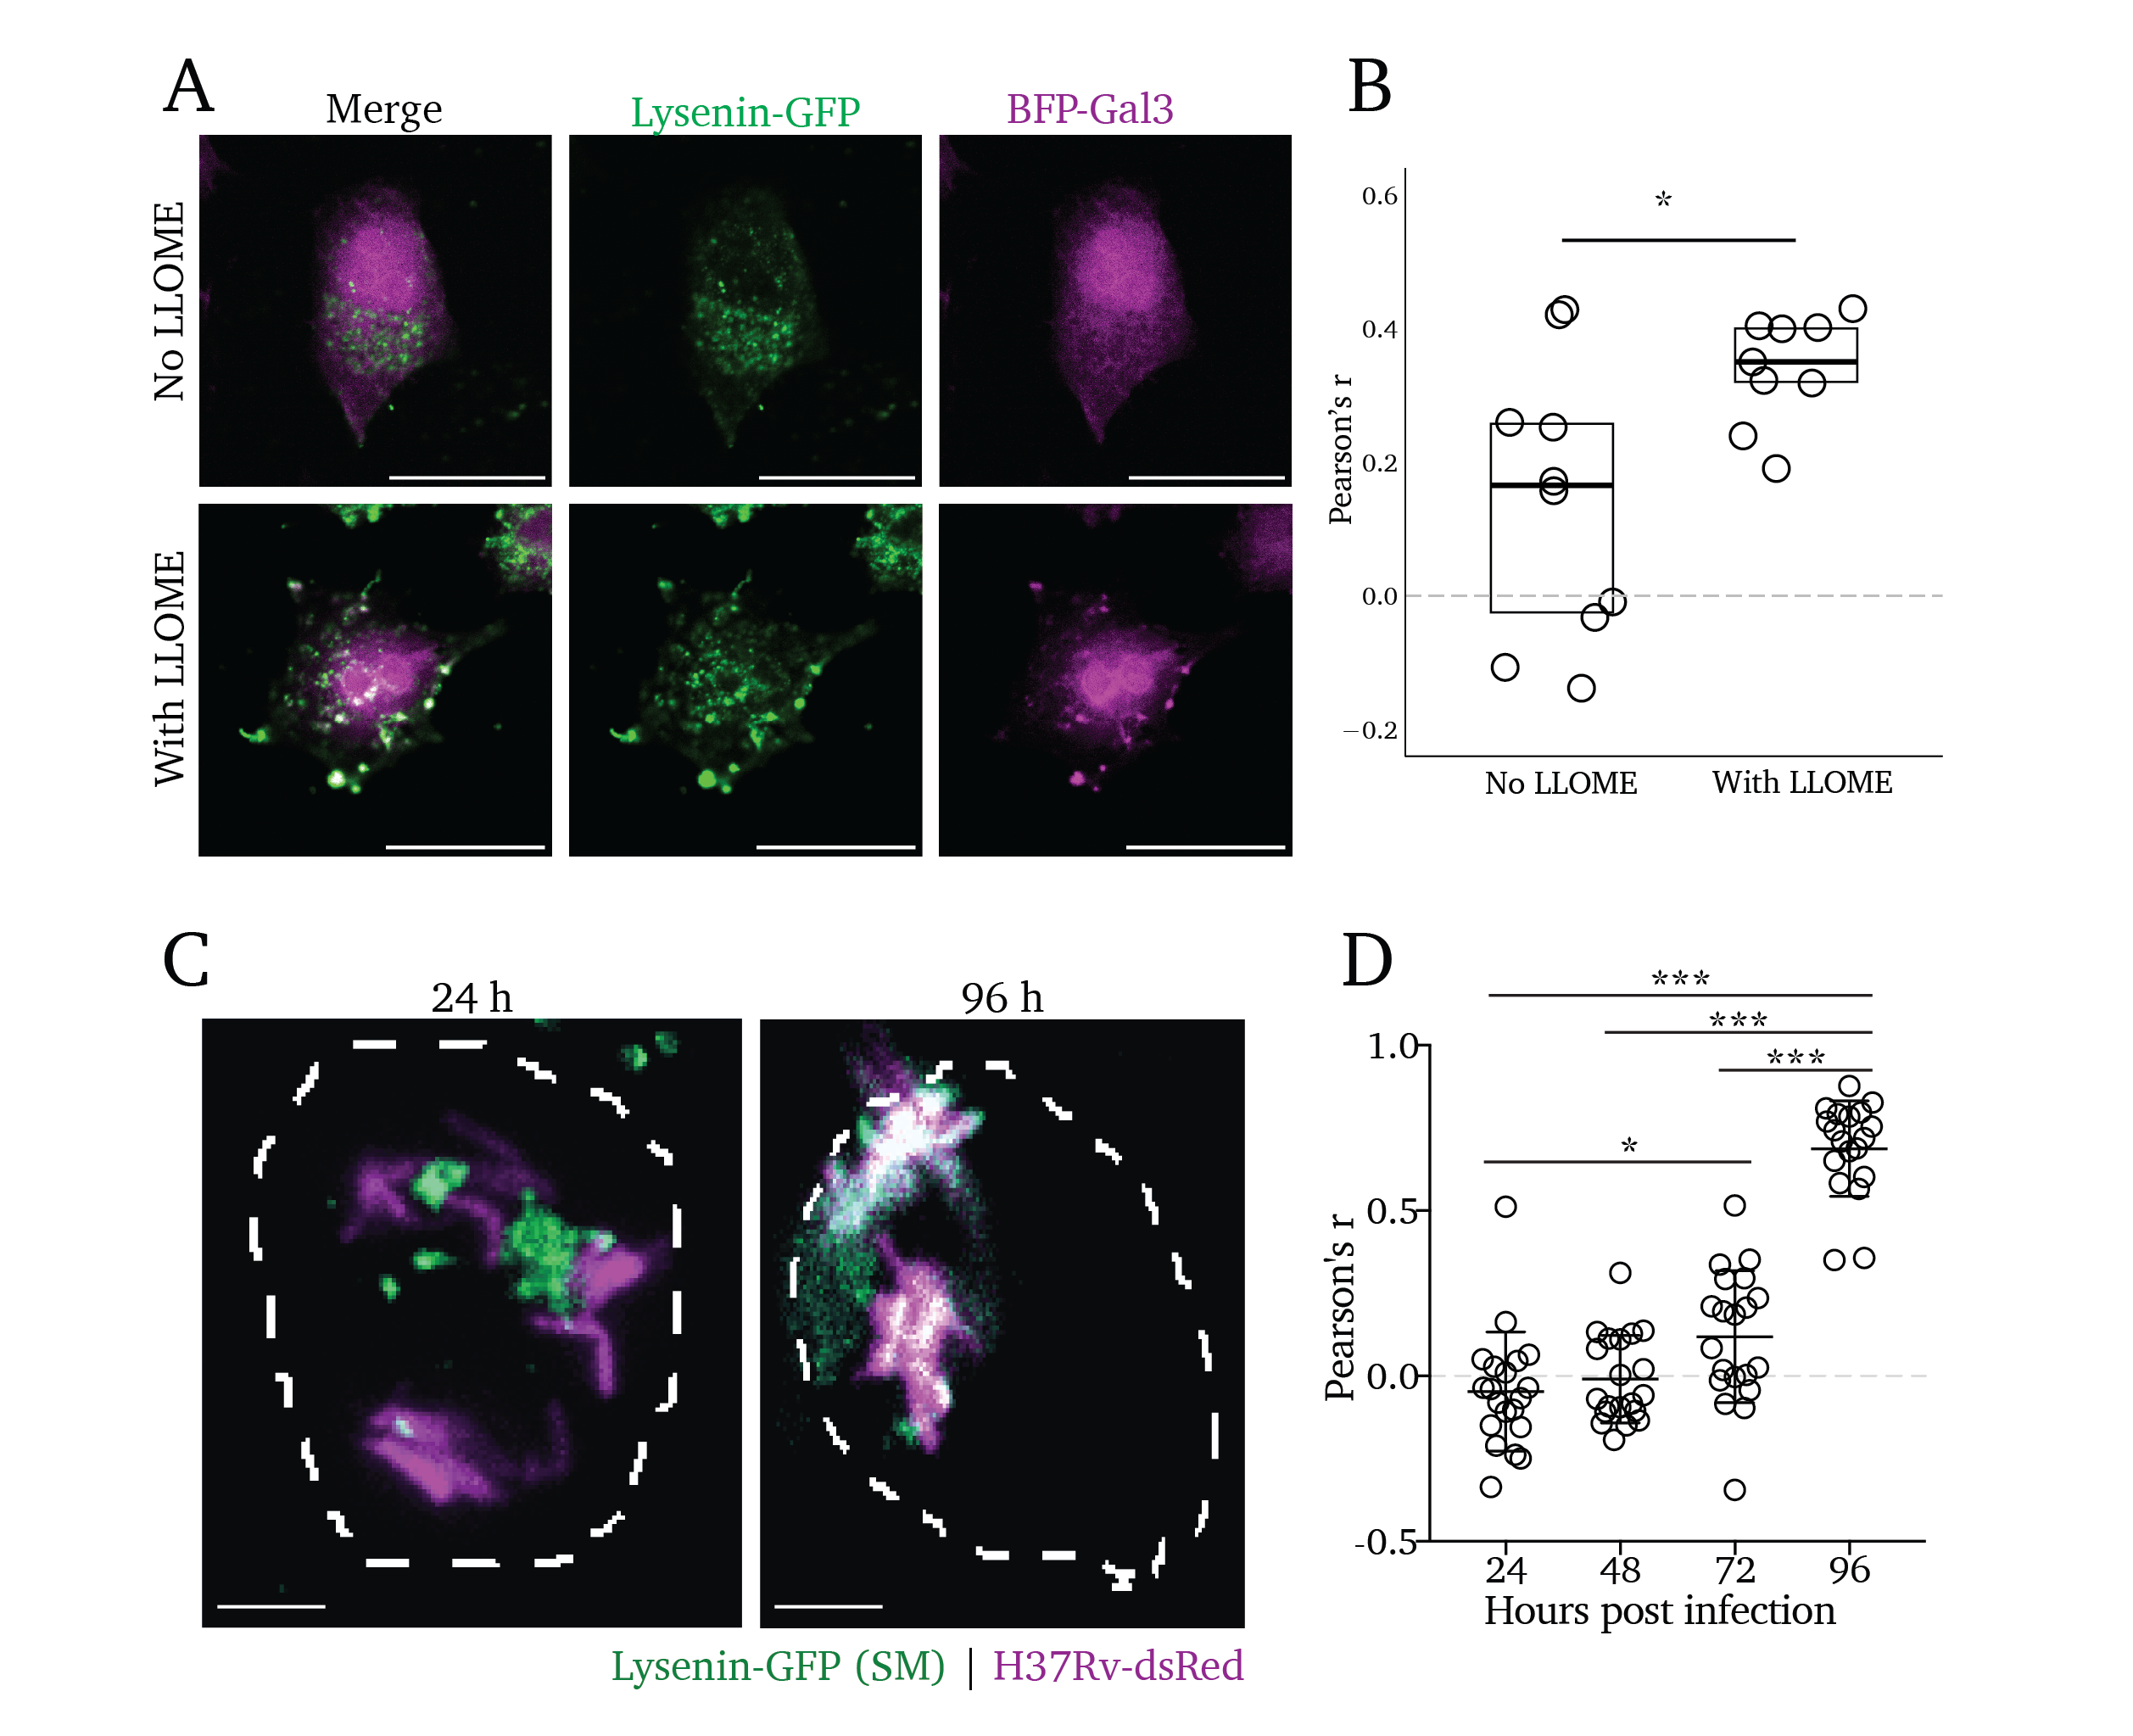 A
Merge
Lysenin-GFP
BFP-Gal3
No LLOME
With LLOME
B
Pearson’s r
0.6
0.4
0.2
0.0
−0.2
*
No LLOME
With LLOME
C
24 h
96 h
Lysenin-GFP (SM) | H37Rv-dsRed
D
***
***
***
*
Pearson's r
1.0
0.5
0.0
-0.5
24 48 72 96
Hours post infection